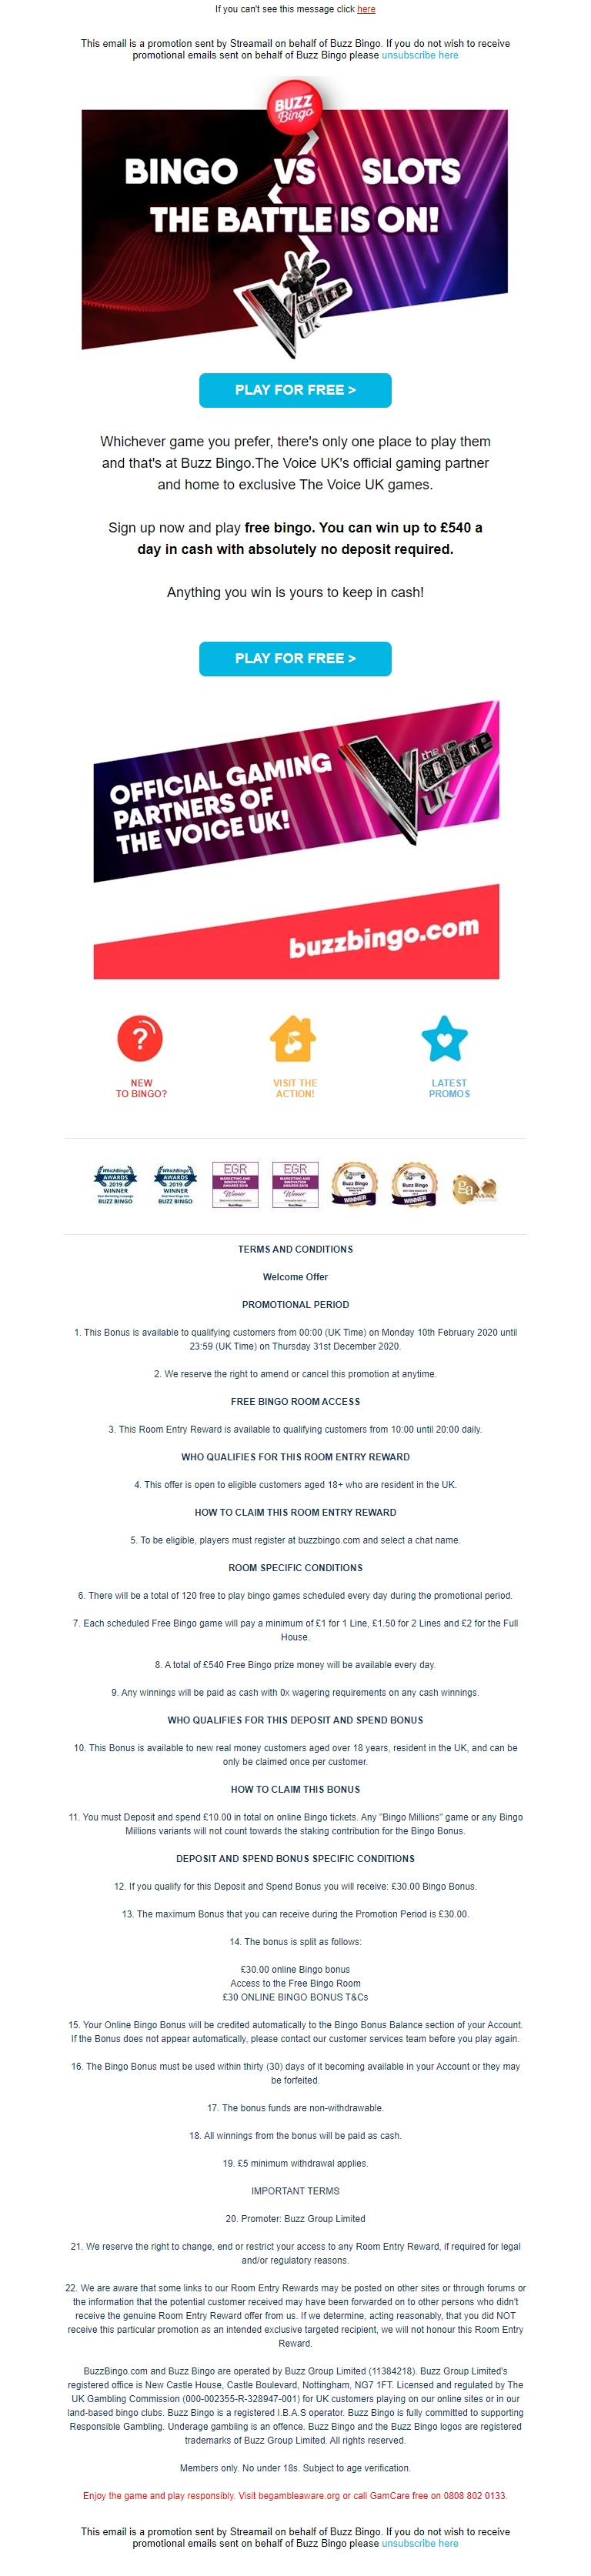 If you can't see this message click here
This email is a promotion sent by Streamail on behalf of Buzz Bingo. If you do not wish to receive
promotional emails sent on behalf of Buzz Bingo please unsubscribe here
BUZZ
Bingo
BINGO VS SLOTS
THE BATTLE IS ON!
the Voice UK
PLAY FOR FREE >
Whichever game you prefer, there's only one place to play them
and that's at Buzz Bingo.The Voice UK's official gaming partner
and home to exclusive The Voice UK games.
Sign up now and play free bingo. You can win up to £540 a
day in cash with absolutely no deposit required.
Anything you win is yours to keep in cash!
PLAY FOR FREE >
OFFICIAL GAMING
PARTNERS OF
THE VOICE UK!
the Voice UK
buzzbingo.com
NEW
TO BINGO?
VISIT THE
ACTION!
LATEST
PROMOS
WhichBingo
AWARDS
2019
WINNER
BUZZ BINGO
WhichBingo
AWARDS
2019
WINNER
BUZZ BINGO
EGR
MARKETING AND
INNOVATION
AWARDS 2019
Winner
EGR
MARKETING AND
INNOVATION
AWARDS 2019
Winner
Buzz Bingo
WINNER
Buzz Bingo
WINNER
TERMS AND CONDITIONS
Welcome Offer
PROMOTIONAL PERIOD
1. This Bonus is available to qualifying customers from 00:00 (UK Time) on Monday 10th February 2020 until
23:59 (UK Time) on Thursday 31st December 2020.
2. We reserve the right to amend or cancel this promotion at anytime.
FREE BINGO ROOM ACCESS
3. This Room Entry Reward is available to qualifying customers from 10:00 until 20:00 daily.
WHO QUALIFIES FOR THIS ROOM ENTRY REWARD
4. This offer is open to eligible customers aged 18+ who are resident in the UK.
HOW TO CLAIM THIS ROOM ENTRY REWARD
5. To be eligible, players must register at buzzbingo.com and select a chat name.
ROOM SPECIFIC CONDITIONS
6. There will be a total of 120 free to play bingo games scheduled every day during the promotional period.
7. Each scheduled Free Bingo game will pay a minimum of £1 for 1 Line, £1.50 for 2 Lines and £2 for the Full
House.
8. A total of £540 Free Bingo prize money will be available every day.
9. Any winnings will be paid as cash with 0x wagering requirements on any cash winnings.
WHO QUALIFIES FOR THIS DEPOSIT AND SPEND BONUS
10. This Bonus is available to new real money customers aged over 18 years, resident in the UK, and can be
only be claimed once per customer.
HOW TO CLAIM THIS BONUS
11. You must Deposit and spend £10.00 in total on online Bingo tickets. Any "Bingo Millions" game or any Bingo
Millions variants will not count towards the staking contribution for the Bingo Bonus.
DEPOSIT AND SPEND BONUS SPECIFIC CONDITIONS
12. If you qualify for this Deposit and Spend Bonus you will receive: £30.00 Bingo Bonus.
13. The maximum Bonus that you can receive during the Promotion Period is £30.00.
14. The bonus is split as follows:
£30.00 online Bingo bonus
Access to the Free Bingo Room
£30 ONLINE BINGO BONUS T&Cs
15. Your Online Bingo Bonus will be credited automatically to the Bingo Bonus Balance section of your Account.
If the Bonus does not appear automatically, please contact our customer services team before you play again.
16. The Bingo Bonus must be used within thirty (30) days of it becoming available in your Account or they may
be forfeited.
17. The bonus funds are non-withdrawable.
18. All winnings from the bonus will be paid as cash.
19. £5 minimum withdrawal applies.
IMPORTANT TERMS
20. Promoter: Buzz Group Limited
21. We reserve the right to change, end or restrict your access to any Room Entry Reward, if required for legal
and/or regulatory reasons.
22. We are aware that some links to our Room Entry Rewards may be posted on other sites or through forums or
the information that the potential customer received may have been forwarded on to other persons who didn't
receive the genuine Room Entry Reward offer from us. If we determine, acting reasonably, that you did NOT
receive this particular promotion as an intended exclusive targeted recipient, we will not honour this Room Entry
Reward.
BuzzBingo.com and Buzz Bingo are operated by Buzz Group Limited (11384218). Buzz Group Limited's
registered office is New Castle House, Castle Boulevard, Nottingham, NG7 1FT. Licensed and regulated by The
UK Gambling Commission (000-002355-R-328947-001) for UK customers playing on our online sites or in our
land-based bingo clubs. Buzz Bingo is a registered I.B.A.S operator. Buzz Bingo is fully committed to supporting
Responsible Gambling. Underage gambling is an offence. Buzz Bingo and the Buzz Bingo logos are registered
trademarks of Buzz Group Limited. All rights reserved.
Members only. No under 18s. Subject to age verification.
Enjoy the game and play responsibly. Visit begambleaware.org or call GamCare free on 0808 802 0133.
This email is a promotion sent by Streamail on behalf of Buzz Bingo. If you do not wish to receive
promotional emails sent on behalf of Buzz Bingo please unsubscribe here